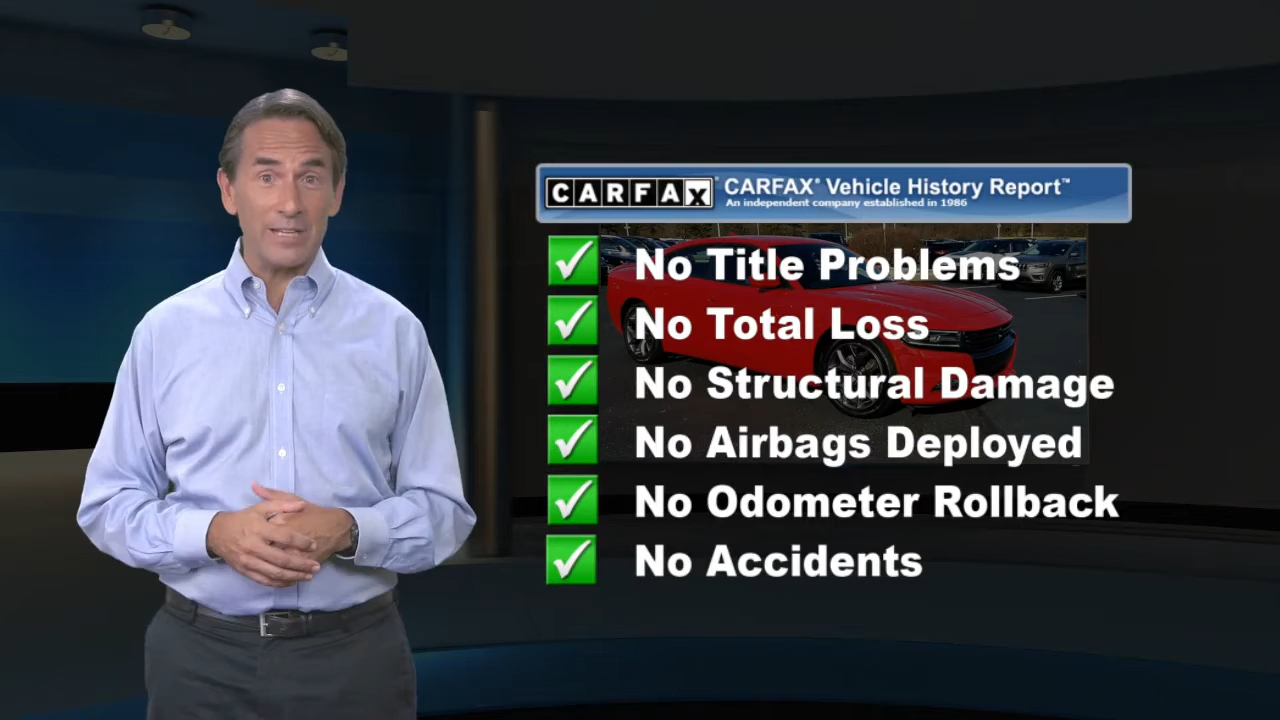 CARFAX® CARFAX® Vehicle History Report™
An independent company established in 1986
No Title Problems
No Total Loss
No Structural Damage
No Airbags Deployed
No Odometer Rollback
No Accidents